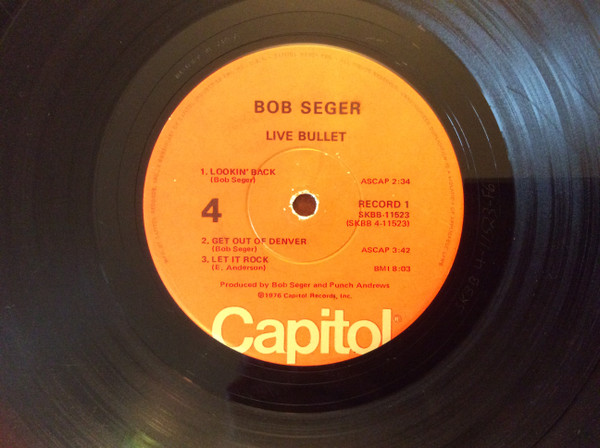 BOB SEGER
LIVE BULLET
1. LOOKIN' BACK
(Bob Seger)
ASCAP 2:34
4
RECORD 1
SKBB-11523
(SKBB 4-11523)
2. GET OUT OF DENVER
(Bob Seger)
ASCAP 3:42
3. LET IT ROCK
(E. Anderson)
BMI 8:03
Produced by Bob Seger and Punch Andrews
℗1976 Capitol Records, Inc.
Capitol®